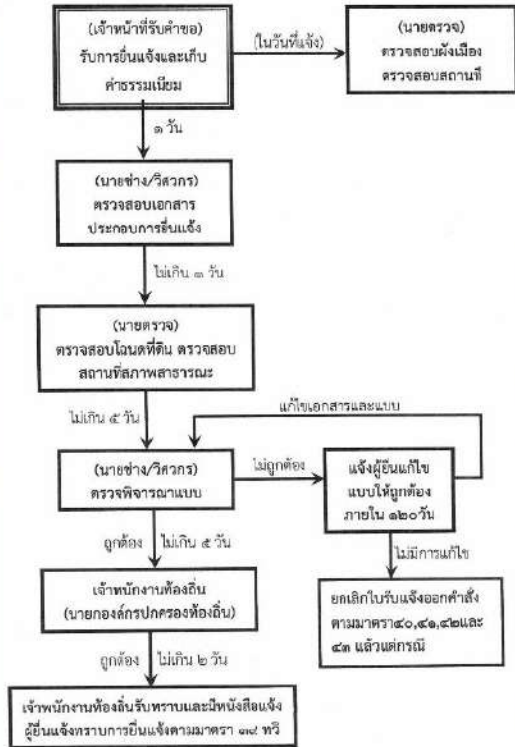 (เจ้าหน้าที่รับคำขอ)
รับการยื่นแจ้งและเก็บ
ค่าธรรมเนียม
(ในวันที่แจ้ง)
(นายตรวจ)
ตรวจสอบผังเมือง
ตรวจสอบสถานที่
๑ วัน
(นายช่าง/วิศวกร)
ตรวจสอบเอกสาร
ประกอบการยื่นแจ้ง
ไม่เกิน ๓ วัน
(นายตรวจ)
ตรวจสอบโฉนดที่ดิน ตรวจสอบ
สถานที่สภาพสาธารณะ
ไม่เกิน ๕ วัน
แก้ไขเอกสารและแบบ
(นายช่าง/วิศวกร)
ตรวจพิจารณาแบบ
ไม่ถูกต้อง
แจ้งผู้ยื่นแก้ไข
แบบให้ถูกต้อง
ภายใน ๑๒๐วัน
ถูกต้อง ไม่เกิน ๕ วัน
ไม่มีการแก้ไข
เจ้าพนักงานท้องถิ่น
(นายกองค์กรปกครองท้องถิ่น)
ยกเลิกใบรับแจ้งออกคำสั่ง
ตามมาตรา๔๐,๔๑,๔๒และ
๔๓ แล้วแต่กรณี
ถูกต้อง ไม่เกิน ๒ วัน
เจ้าพนักงานท้องถิ่นรับทราบและมีหนังสือแจ้ง
ผู้ยื่นแจ้งทราบการยื่นแจ้งตามมาตรา ๓๙ ทวิ